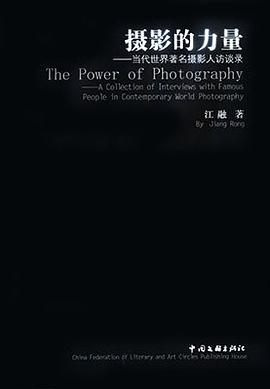 摄影的力量
——当代世界著名摄影人访谈录
The Power of Photography
——A Collection of Interviews with Famous
People in Contemporary World Photography
江融 著
By Jiang Rong
中国文联出版社
China Federation of Literary and Art Circles Publishing House